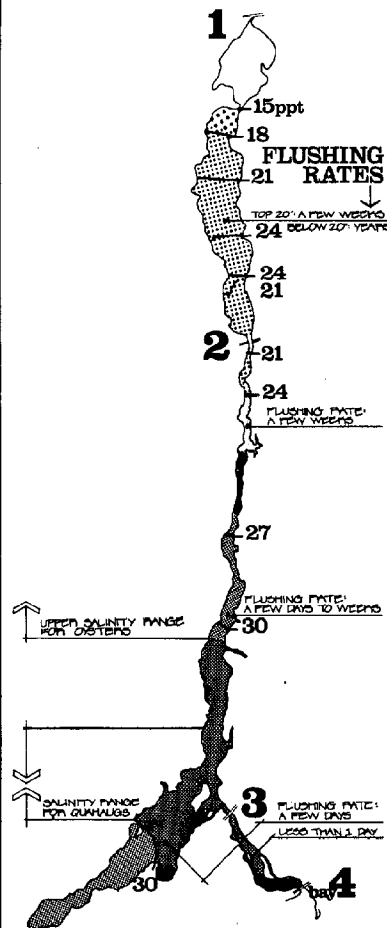 1
15ppt
18
FLUSHING
RATES
21
TOP 20': A FEW WEEKS
BELOW 20': YEARS
24
24
21
2
21
24
FLUSHING RATE:
A FEW WEEKS
27
FLUSHING RATE:
A FEW DAYS TO WEEKS
30
UPPER SALINITY RANGE
FOR OYSTERS
SALINITY RANGE
FOR QUAHAUGS
3
FLUSHING RATE:
A FEW DAYS
LESS THAN 1 DAY
30
bay
4